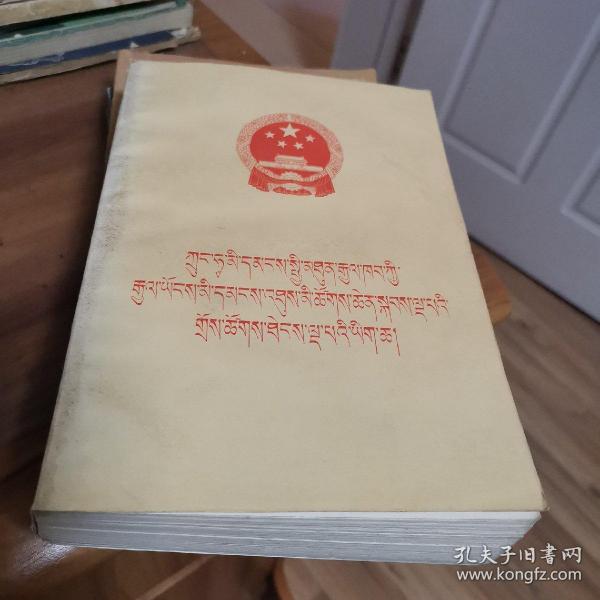 ཀྲུང་ཧྭ་མི་དམངས་སྤྱི་མཐུན་རྒྱལ་ཁབ་ཀྱི་
རྒྱལ་ཡོངས་མི་དམངས་འཐུས་མི་ཚོགས་ཆེན་སྐབས་ལྔ་པའི་
གྲོས་ཚོགས་ཐེངས་ལྔ་པའི་ཡིག་ཆ།
孔夫子旧书网
www.kongfz.com